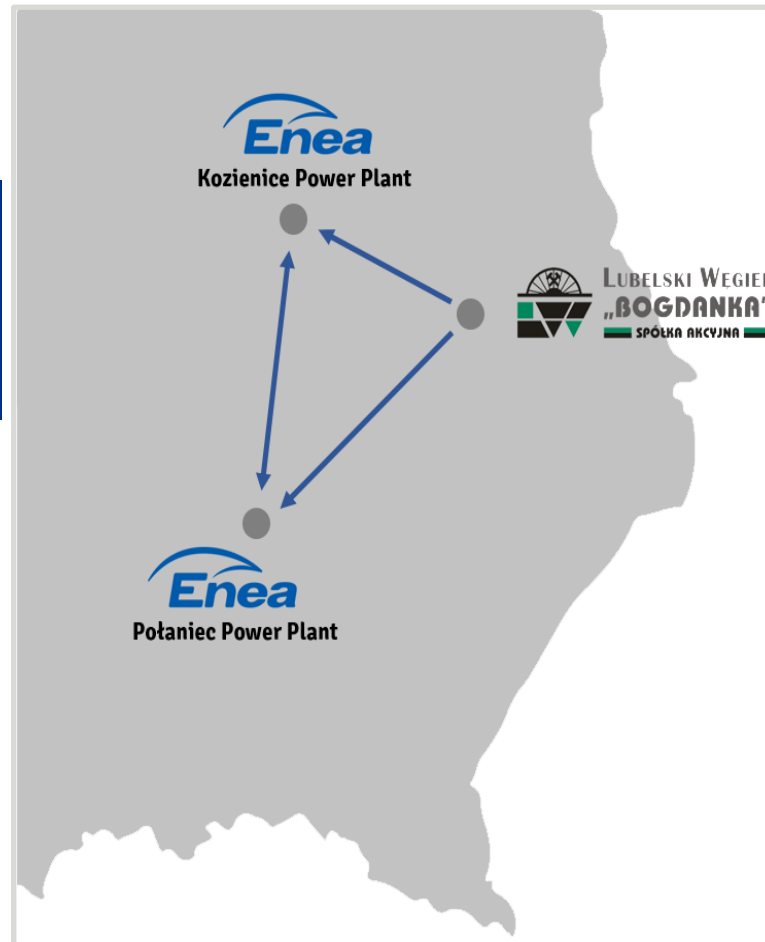 Enea
Kozienice Power Plant
LUBELSKI WĘGIEL
„BOGDANKA”
SPÓŁKA AKCYJNA
Enea
Połaniec Power Plant